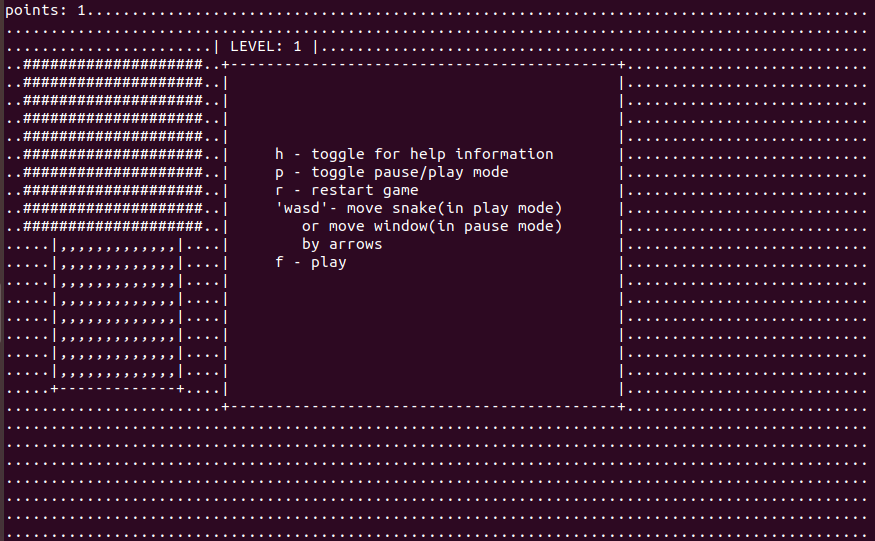 points: 1
| LEVEL: 1 |
h - toggle for help information
p - toggle pause/play mode
r - restart game
'wasd'- move snake(in play mode)
or move window(in pause mode)
by arrows
f - play